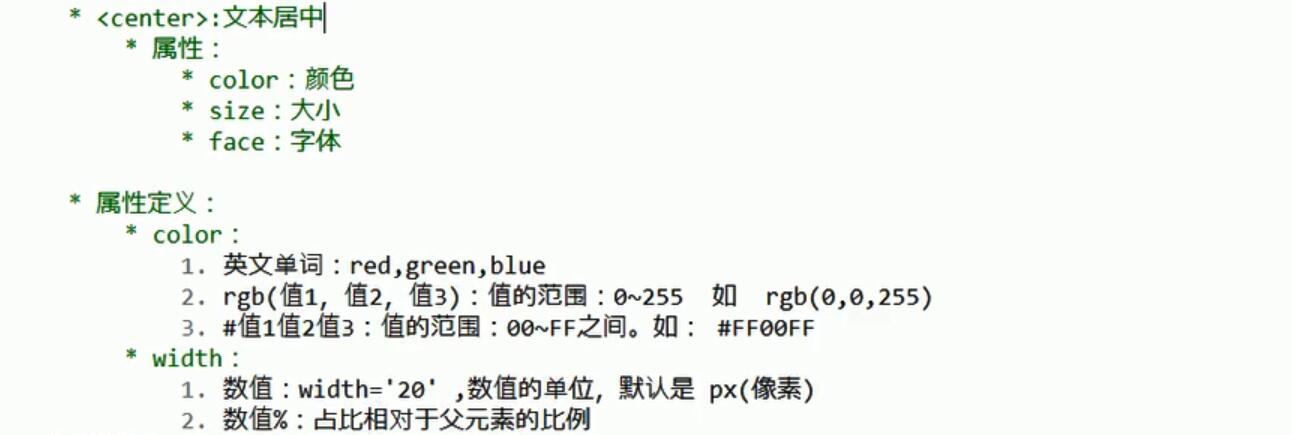 * <center>:文本居中
* 属性：
* color：颜色
* size：大小
* face：字体
* 属性定义：
* color：
1. 英文单词：red,green,blue
2. rgb(值1, 值2, 值3)：值的范围：0~255 如 rgb(0,0,255)
3. #值1值2值3：值的范围：00~FF之间。如： #FF00FF
* width：
1. 数值：width='20' ,数值的单位, 默认是 px(像素)
2. 数值%：占比相对于父元素的比例